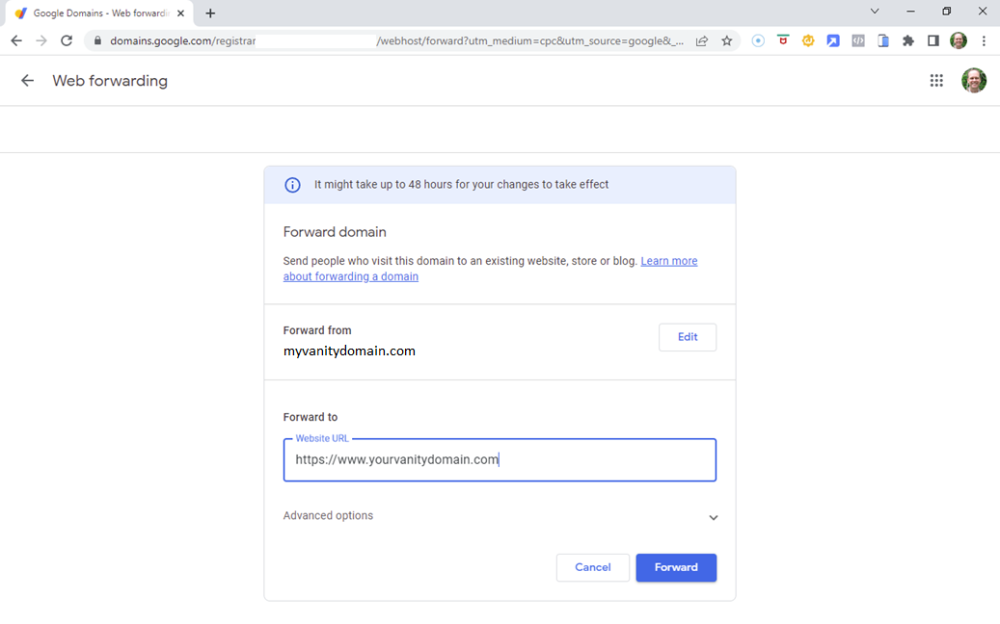 Google Domains - Web forwardi
domains.google.com/registrar /webhost/forward?utm_medium=cpc&utm_source=google&_...
Web forwarding
It might take up to 48 hours for your changes to take effect
Forward domain
Send people who visit this domain to an existing website, store or blog. Learn more
about forwarding a domain
Forward from
Edit
myvanitydomain.com
Forward to
Website URL
https://www.yourvanitydomain.com
Advanced options
Cancel Forward